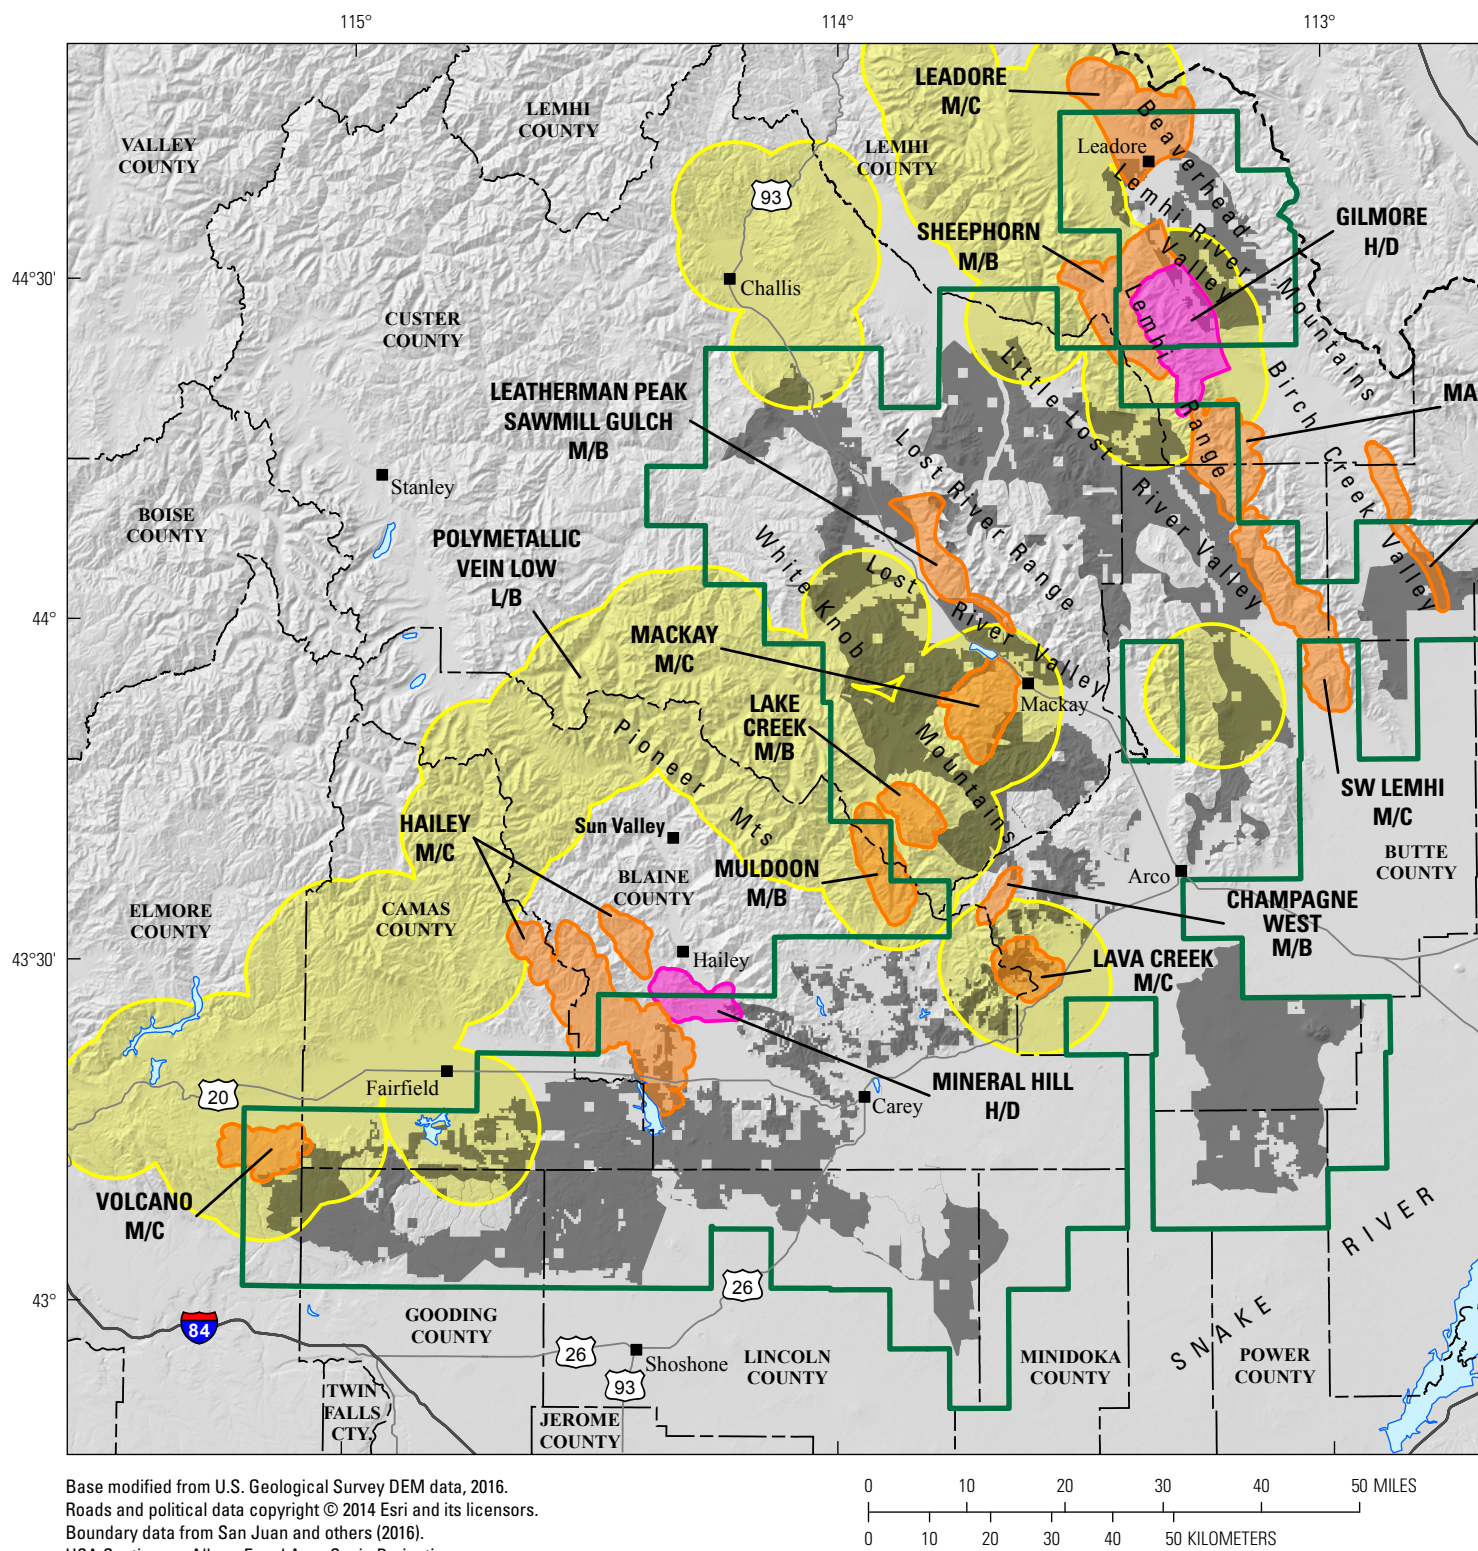 115°
114°
113°
LEADORE
M/C
LEMHI
COUNTY
VALLEY
COUNTY
LEMHI
COUNTY
Leadore
Beaverhead
Mountains
Lemhi River
Valley
93
SHEEPHORN
M/B
GILMORE
H/D
44°30'
Challis
CUSTER
COUNTY
Lemhi
Range
Little Lost
River Valley
Birch
Creek
Valley
LEATHERMAN PEAK
SAWMILL GULCH
M/B
MA
Lost River Range
Stanley
BOISE
COUNTY
POLYMETALLIC
VEIN LOW
L/B
White Knob
Mountains
Lost
River Valley
44°
MACKAY
M/C
Mackay
LAKE
CREEK
M/B
Pioneer Mts
SW LEMHI
M/C
HAILEY
M/C
Sun Valley
BUTTE
COUNTY
BLAINE
COUNTY
MULDOON
M/B
Arco
CHAMPAGNE
WEST
M/B
ELMORE
COUNTY
CAMAS
COUNTY
43°30'
Hailey
LAVA CREEK
M/C
MINERAL HILL
H/D
Fairfield
20
Carey
VOLCANO
M/C
SNAKE
RIVER
26
43°
GOODING
COUNTY
84
26
Shoshone
LINCOLN
COUNTY
MINIDOKA
COUNTY
POWER
COUNTY
93
TWIN
FALLS
CTY.
JEROME
COUNTY
Base modified from U.S. Geological Survey DEM data, 2016.
Roads and political data copyright © 2014 Esri and its licensors.
Boundary data from San Juan and others (2016).
0 10 20 30 40 50 MILES
0 10 20 30 40 50 KILOMETERS